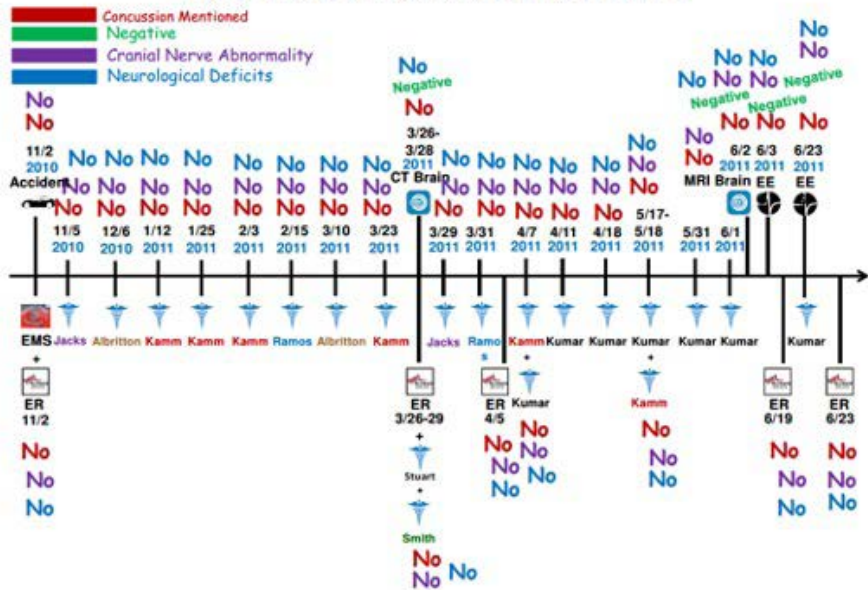 Concussion Mentioned
Negative
Cranial Nerve Abnormality
Neurological Deficits
No
No
11/2
2010
Accident
No
No
No
11/5
2010
No
No
No
12/6
2010
No
No
No
1/12
2011
No
No
No
1/25
2011
No
No
No
2/3
2011
No
No
No
2/15
2011
No
No
No
3/10
2011
No
No
No
3/23
2011
No
Negative
No
3/26-
3/28
2011
CT Brain
No
No
No
3/29
2011
No
No
No
3/31
2011
No
No
No
4/7
2011
No
No
No
4/11
2011
No
No
No
4/18
2011
No
No
No
5/17-
5/18
2011
No
No
No
5/31
2011
6/1
2011
No
No
Negative
No
6/2
2011
MRI Brain
No
No
Negative
No
6/3
2011
EE
No
No
Negative
No
6/23
2011
EE
EMS
+
ER
11/2
No
No
No
Jacks
Albritton
Kamm
Kamm
Kamm
Ramos
Albritton
Kamm
ER
3/26-29
+
Stuart
+
Smith
No
No
No
Jacks
Ramo
s
ER
4/5
No
No
No
Kamm
+
Kumar
No
No
No
Kumar
Kumar
Kumar
+
Kamm
No
No
No
Kumar
Kumar
ER
6/19
No
No
No
Kumar
ER
6/23
No
No
No